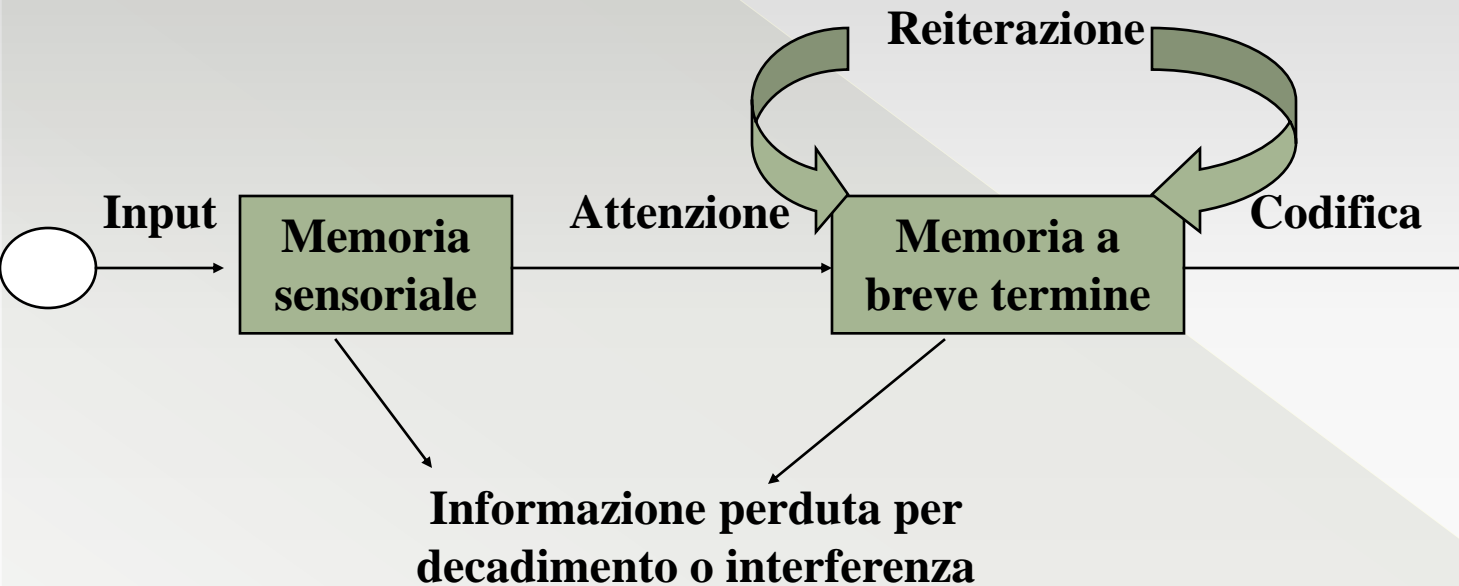 Reiterazione
Input
Memoria
sensoriale
Attenzione
Memoria a
breve termine
Codifica
Informazione perduta per
decadimento o interferenza